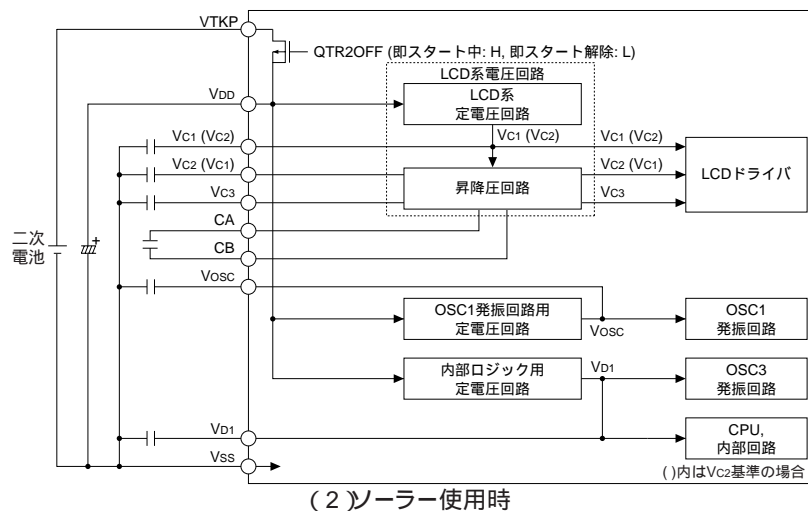 VTKP
QTR2OFF (即スタート中: H, 即スタート解除: L)
LCD系電圧回路
VDD
LCD系
定電圧回路
VC1 (VC2)
VC1 (VC2)
VC1 (VC2)
VC2 (VC1)
昇降圧回路
VC2 (VC1)
LCDドライバ
VC3
VC3
CA
CB
二次
電池
+
VOSC
OSC1発振回路用
定電圧回路
VOSC
OSC1
発振回路
内部ロジック用
定電圧回路
VD1
OSC3
発振回路
VD1
CPU,
内部回路
VSS
( )内はVC2基準の場合
(2)ソーラー使用時